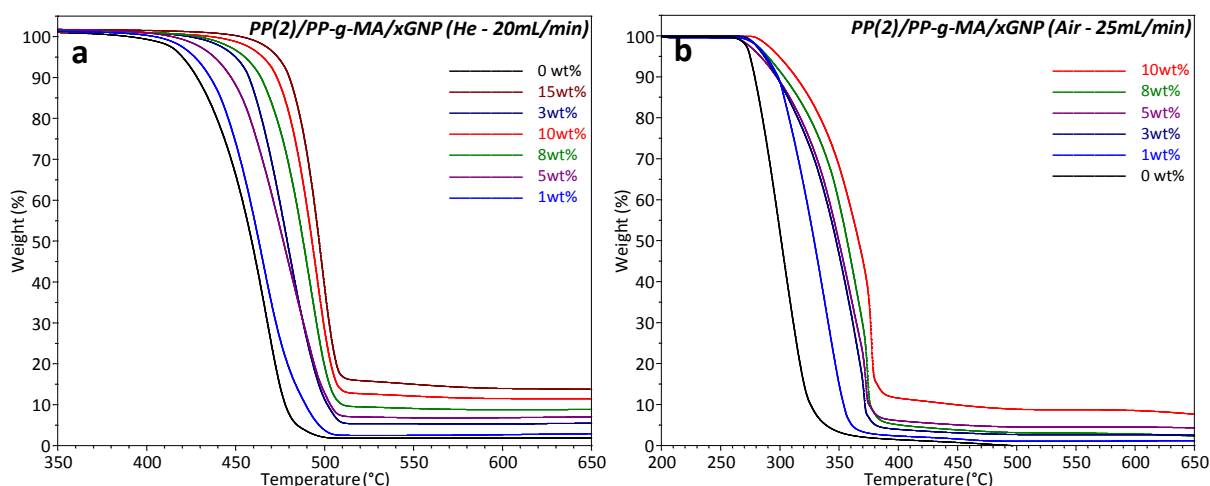 PP(2)/PP-g-MA/xGNP (He - 20mL/min)
a
100
90
80
70
60
50
40
30
20
10
0
Weight (%)
0 wt%
15wt%
3wt%
10wt%
8wt%
5wt%
1wt%
350
400
450
500
550
600
650
Temperature (°C)
PP(2)/PP-g-MA/xGNP (Air - 25mL/min)
b
100
90
80
70
60
50
40
30
20
10
0
Weight (%)
10wt%
8wt%
5wt%
3wt%
1wt%
0 wt%
200
250
300
350
400
450
500
550
600
650
Temperature (°C)